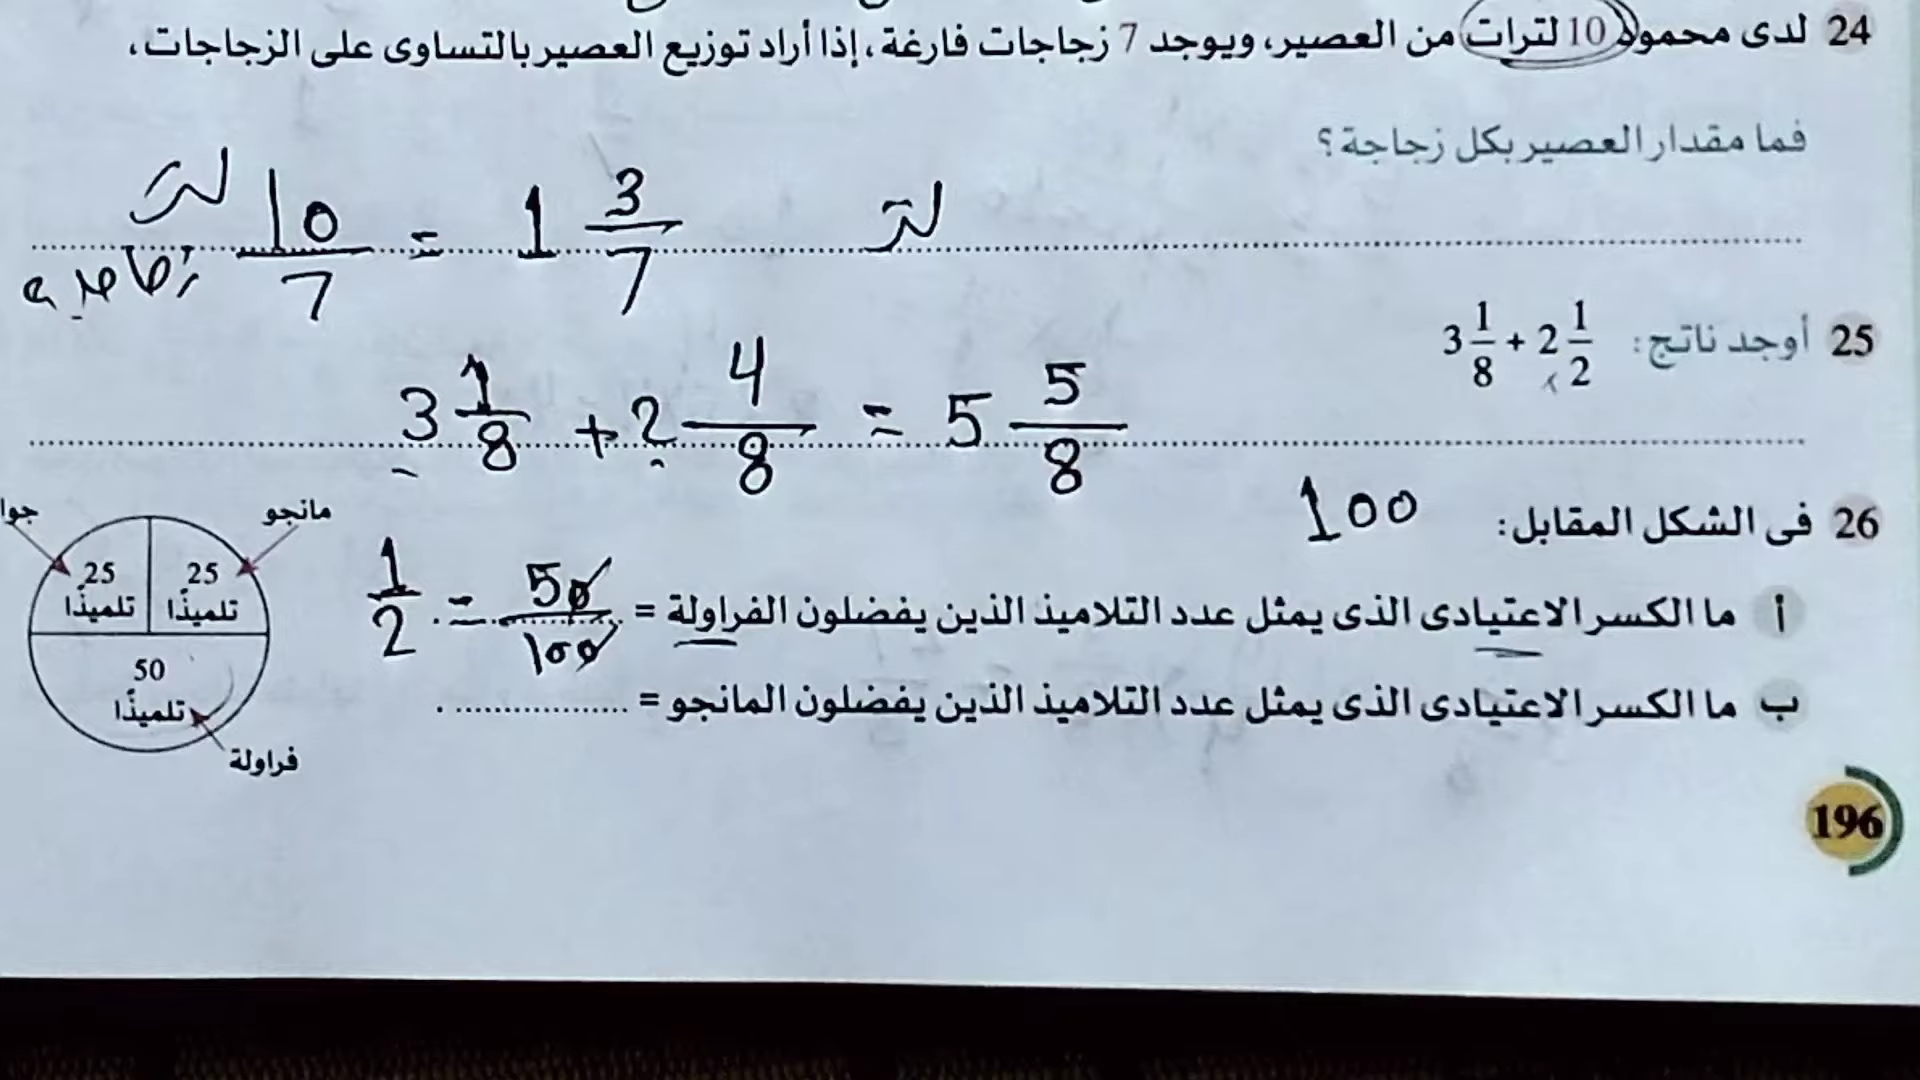 24 لدى محمود 10 لترات من العصير، ويوجد 7 زجاجات فارغة، إذا أراد توزيع العصير بالتساوى على الزجاجات،
فما مقدار العصير بكل زجاجة؟
لتر 10/7 = 1 3/7 لتر
زجاجة
25 أوجد ناتج: 3 1/8 + 2 1/2
3 1/8 + 2 4/8 = 5 5/8
26 فى الشكل المقابل: 100
أ ما الكسر الاعتيادى الذى يمثل عدد التلاميذ الذين يفضلون الفراولة = 50/100 = 1/2
ب ما الكسر الاعتيادى الذى يمثل عدد التلاميذ الذين يفضلون المانجو = .................... .
مانجو
جوا
25 تلميذًا
25 تلميذًا
50 تلميذًا
فراولة
196